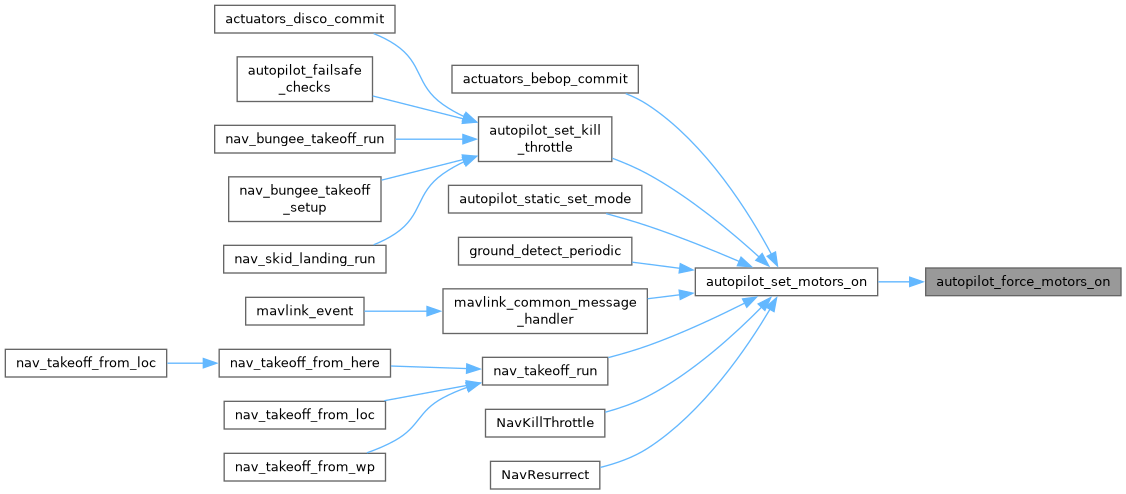 actuators_disco_commit
autopilot_failsafe
_checks
nav_bungee_takeoff_run
nav_bungee_takeoff
_setup
nav_skid_landing_run
mavlink_event
nav_takeoff_from_loc
nav_takeoff_from_here
nav_takeoff_from_loc
nav_takeoff_from_wp
actuators_bebop_commit
autopilot_set_kill
_throttle
autopilot_static_set_mode
ground_detect_periodic
mavlink_common_message
_handler
nav_takeoff_run
NavKillThrottle
NavResurrect
autopilot_set_motors_on
autopilot_force_motors_on